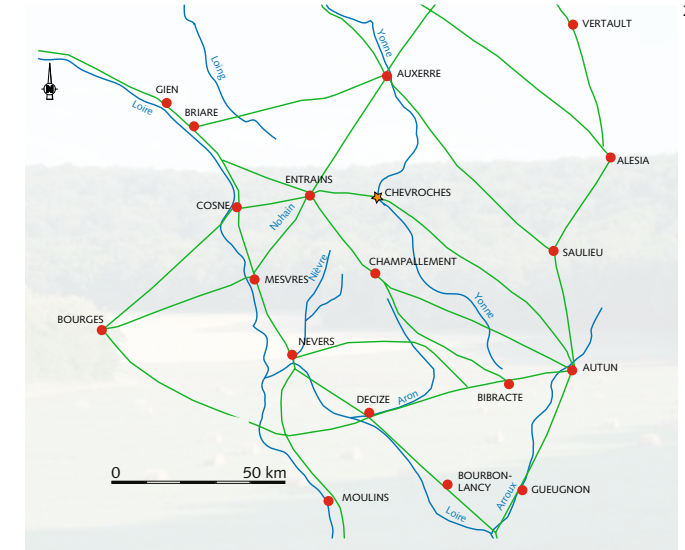 2
VERTAULT
Yonne
Loing
AUXERRE
GIEN
Loire
BRIARE
ALESIA
ENTRAINS
CHEVROCHES
COSNE
Nohain
SAULIEU
CHAMPALLEMENT
Nièvre
MESVRES
Yonne
BOURGES
NEVERS
AUTUN
BIBRACTE
DECIZE
Aron
0 50 km
BOURBON-
LANCY
GUEUGNON
Arroux
MOULINS
Loire